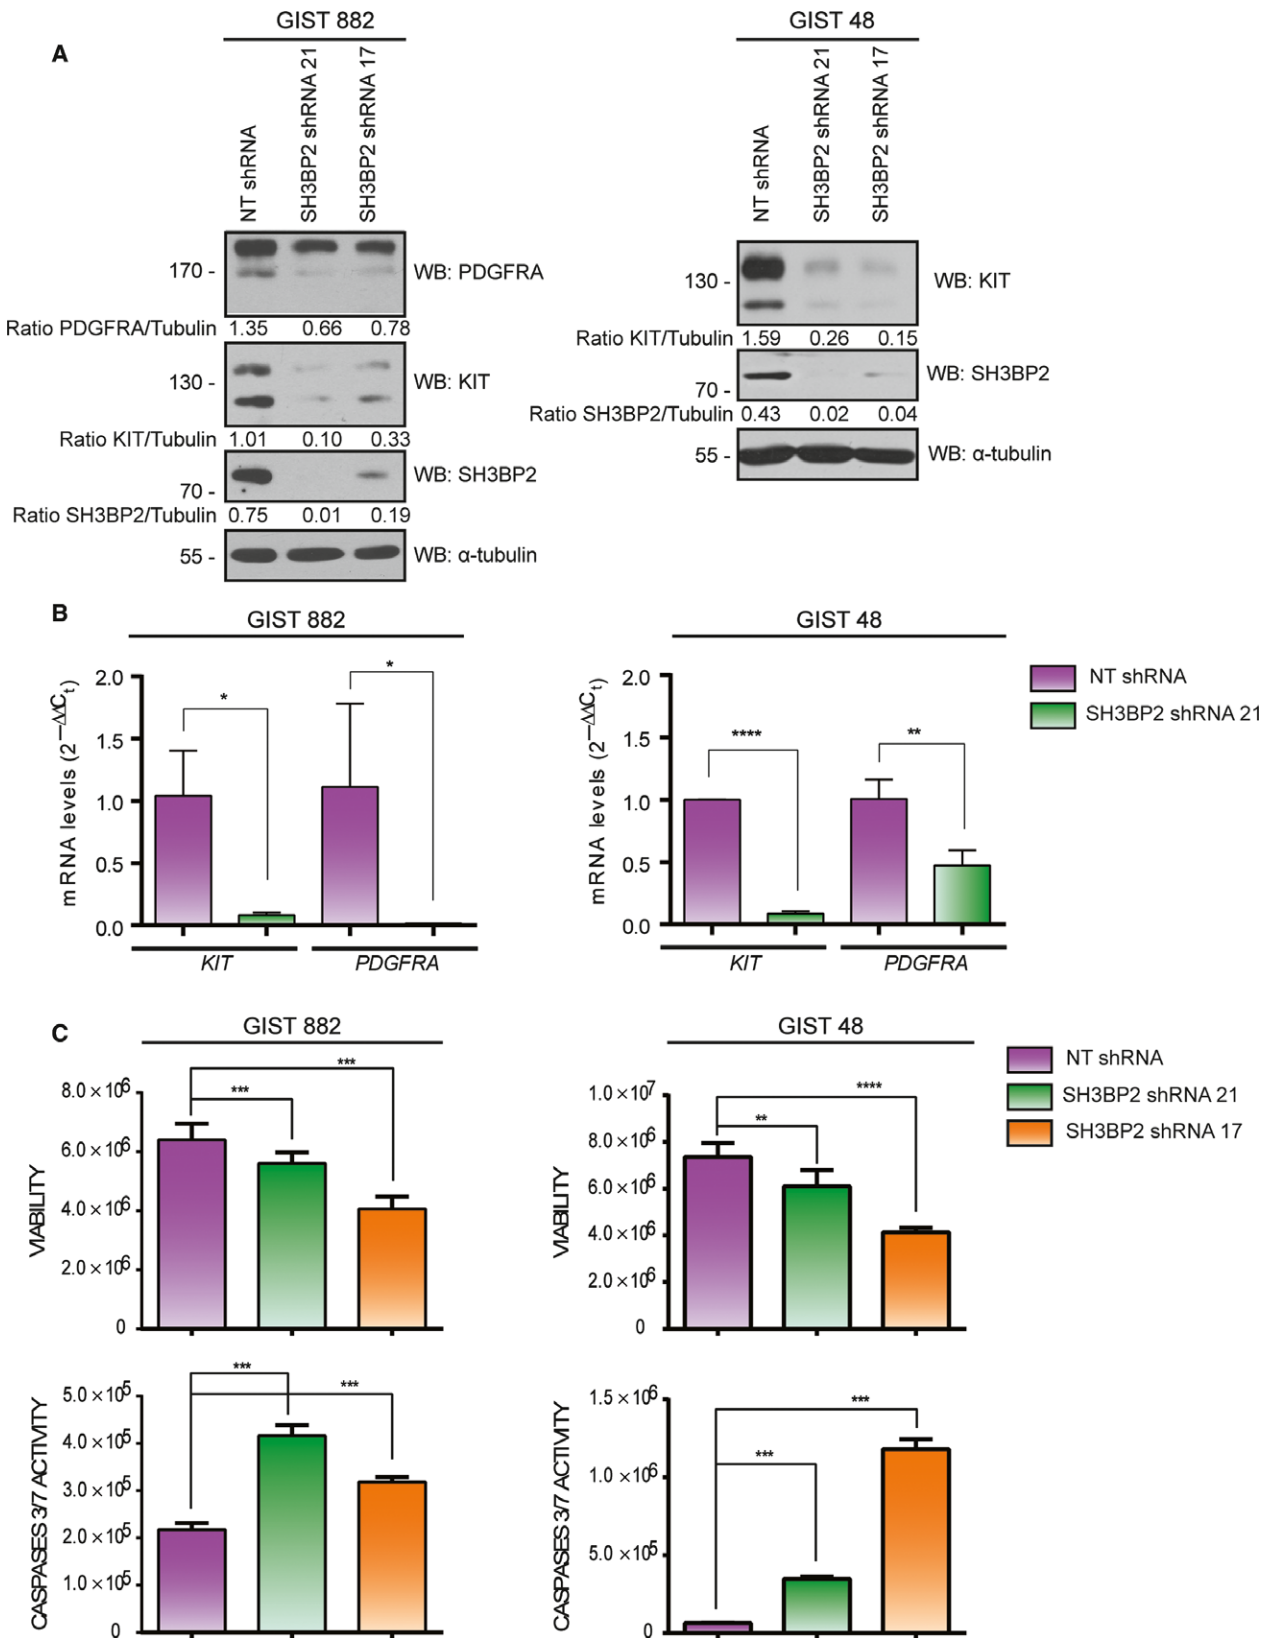 A
GIST 882
NT shRNA
SH3BP2 shRNA 21
SH3BP2 shRNA 17
170 -
WB: PDGFRA
Ratio PDGFRA/Tubulin 1.35 0.66 0.78
130 -
WB: KIT
Ratio KIT/Tubulin 1.01 0.10 0.33
70 -
WB: SH3BP2
Ratio SH3BP2/Tubulin 0.75 0.01 0.19
55 -
WB: α-tubulin
GIST 48
NT shRNA
SH3BP2 shRNA 21
SH3BP2 shRNA 17
130 -
WB: KIT
Ratio KIT/Tubulin 1.59 0.26 0.15
70 -
WB: SH3BP2
Ratio SH3BP2/Tubulin 0.43 0.02 0.04
55 -
WB: α-tubulin
B
GIST 882
mRNA levels (2^−ΔΔCt)
2.0
1.5
1.0
0.5
0.0
*
*
KIT
PDGFRA
GIST 48
mRNA levels (2^−ΔΔCt)
2.0
1.5
1.0
0.5
0.0
****
**
KIT
PDGFRA
NT shRNA
SH3BP2 shRNA 21
C
GIST 882
VIABILITY
8.0 × 10^6
6.0 × 10^6
4.0 × 10^6
2.0 × 10^6
0
***
***
GIST 48
VIABILITY
1.0 × 10^7
8.0 × 10^6
6.0 × 10^6
4.0 × 10^6
2.0 × 10^6
0
****
**
NT shRNA
SH3BP2 shRNA 21
SH3BP2 shRNA 17
CASPASES 3/7 ACTIVITY
5.0 × 10^5
4.0 × 10^5
3.0 × 10^5
2.0 × 10^5
1.0 × 10^5
0
***
***
CASPASES 3/7 ACTIVITY
1.5 × 10^6
1.0 × 10^6
5.0 × 10^5
0
***
***